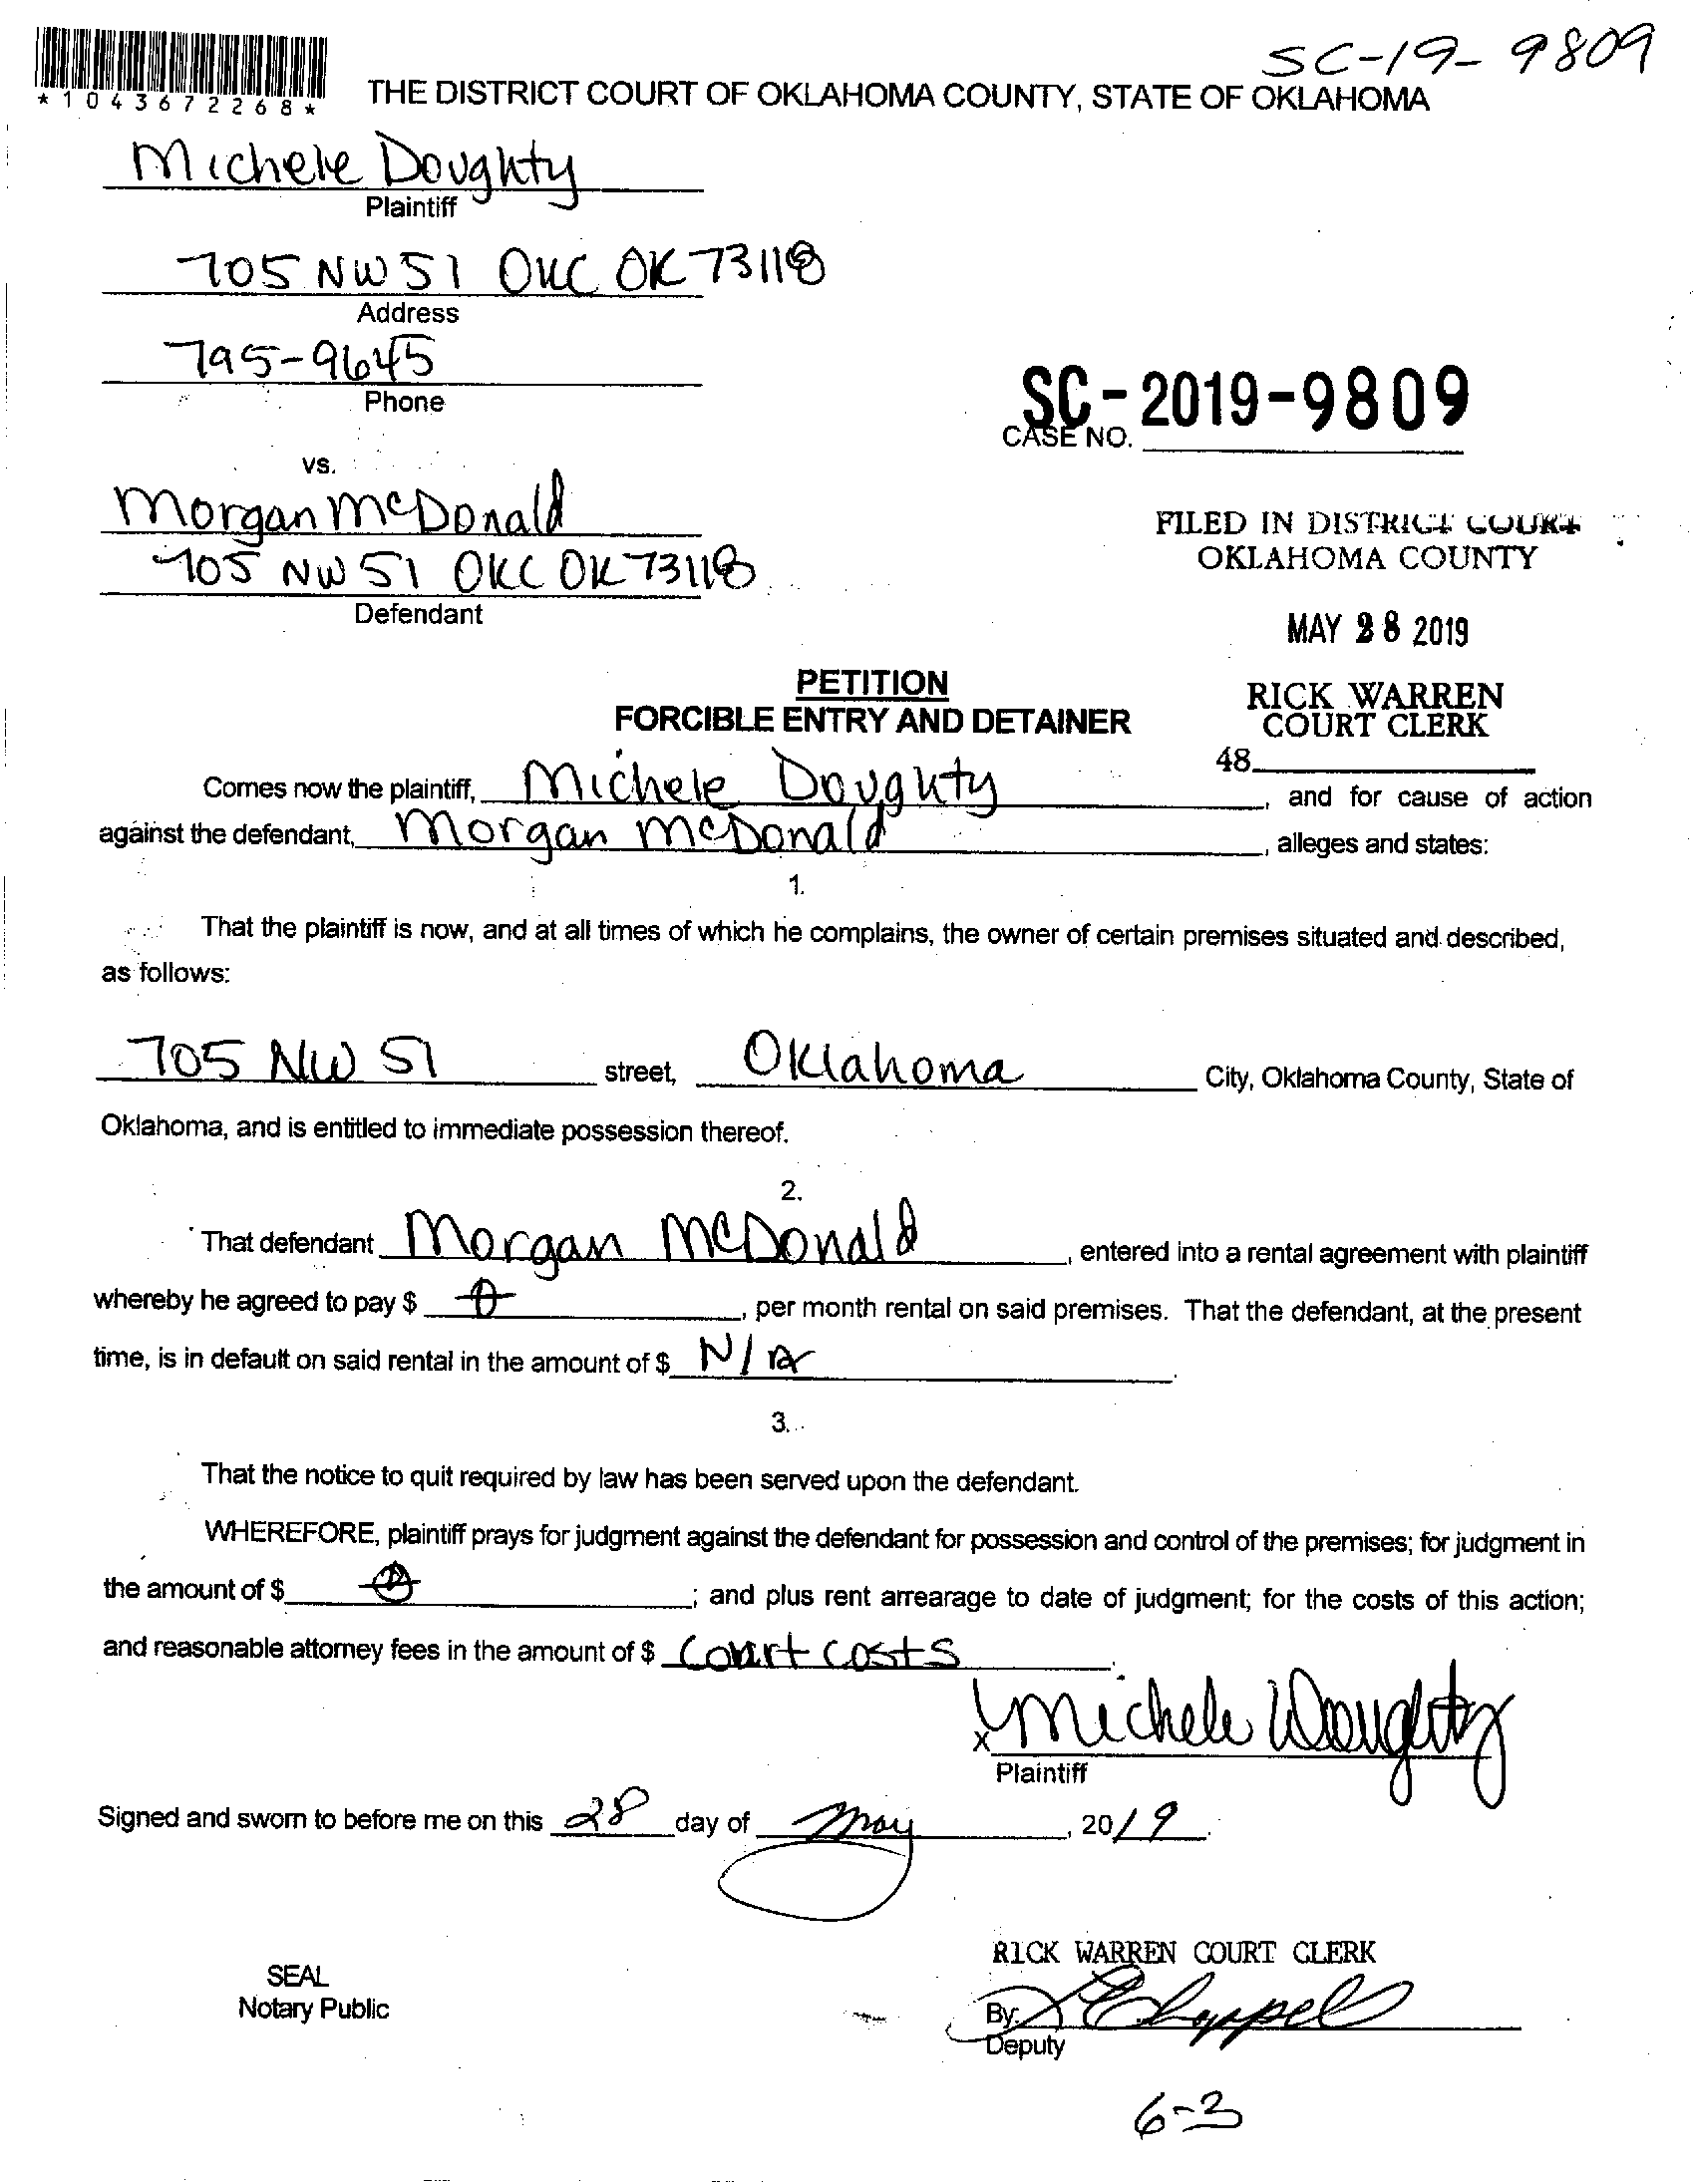 SC-19-9809
*1043672268*
THE DISTRICT COURT OF OKLAHOMA COUNTY, STATE OF OKLAHOMA
Michele Doughty
Plaintiff
705 NW 51 OKC OK 73118
Address
795-9645
Phone
SC-2019-9809
CASE NO.
vs.
Morgan McDonald
705 NW 51 OKC OK 73118
Defendant
FILED IN DISTRICT COURT
OKLAHOMA COUNTY
MAY 28 2019
PETITION
FORCIBLE ENTRY AND DETAINER
RICK WARREN
COURT CLERK
48
Comes now the plaintiff, Michele Doughty, and for cause of action
against the defendant, Morgan McDonald, alleges and states:
1.
That the plaintiff is now, and at all times of which he complains, the owner of certain premises situated and described,
as follows:
705 NW 51 street, Oklahoma City, Oklahoma County, State of
Oklahoma, and is entitled to immediate possession thereof.
2.
That defendant Morgan McDonald, entered into a rental agreement with plaintiff
whereby he agreed to pay $ 0, per month rental on said premises. That the defendant, at the present
time, is in default on said rental in the amount of $ N/A.
3.
That the notice to quit required by law has been served upon the defendant.
WHEREFORE, plaintiff prays for judgment against the defendant for possession and control of the premises; for judgment in
the amount of $ ; and plus rent arrearage to date of judgment; for the costs of this action;
and reasonable attorney fees in the amount of $ Court costs.
x Michele Doughty
Plaintiff
Signed and sworn to before me on this 28 day of May, 2019.
RICK WARREN COURT CLERK
SEAL
Notary Public
By: Chappell
Deputy
6-3